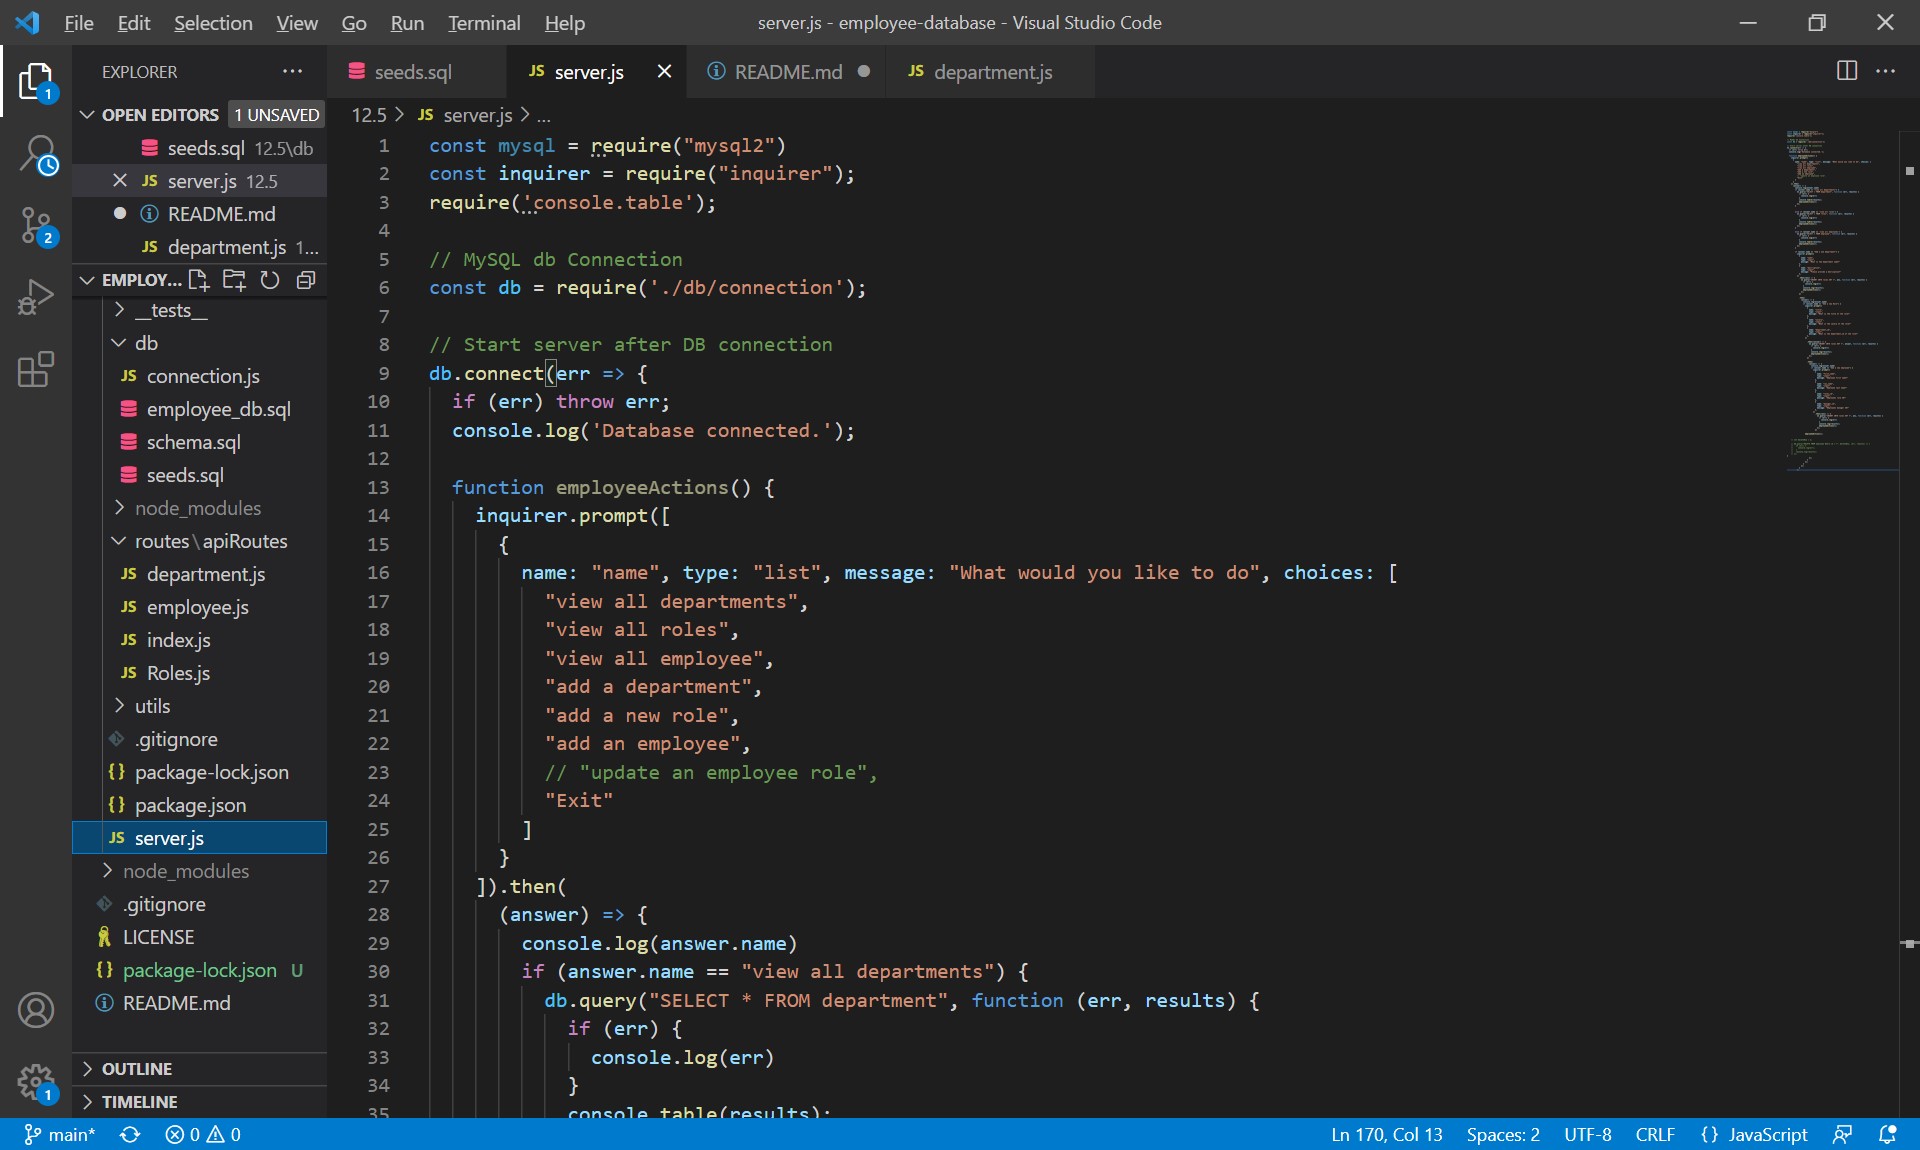 File Edit Selection View Go Run Terminal Help server.js - employee-database - Visual Studio Code
EXPLORER
seeds.sql
JS server.js
README.md
JS department.js
OPEN EDITORS 1 UNSAVED
seeds.sql 12.5\db
JS server.js 12.5
README.md
JS department.js 1...
EMPLOY...
__tests__
db
JS connection.js
employee_db.sql
schema.sql
seeds.sql
node_modules
routes\apiRoutes
JS department.js
JS employee.js
JS index.js
JS Roles.js
utils
.gitignore
{} package-lock.json
{} package.json
JS server.js
node_modules
.gitignore
LICENSE
{} package-lock.json U
README.md
OUTLINE
TIMELINE
1
2
1
12.5 > JS server.js > ...
1 const mysql = require("mysql2")
2 const inquirer = require("inquirer");
3 require('console.table');
4
5 // MySQL db Connection
6 const db = require('./db/connection');
7
8 // Start server after DB connection
9 db.connect(err => {
10 if (err) throw err;
11 console.log('Database connected.');
12
13 function employeeActions() {
14 inquirer.prompt([
15 {
16 name: "name", type: "list", message: "What would you like to do", choices: [
17 "view all departments",
18 "view all roles",
19 "view all employee",
20 "add a department",
21 "add a new role",
22 "add an employee",
23 // "update an employee role",
24 "Exit"
25 ]
26 }
27 ]).then(
28 (answer) => {
29 console.log(answer.name)
30 if (answer.name == "view all departments") {
31 db.query("SELECT * FROM department", function (err, results) {
32 if (err) {
33 console.log(err)
34 }
35 console.table(results);
main* 0 0 Ln 170, Col 13 Spaces: 2 UTF-8 CRLF {} JavaScript